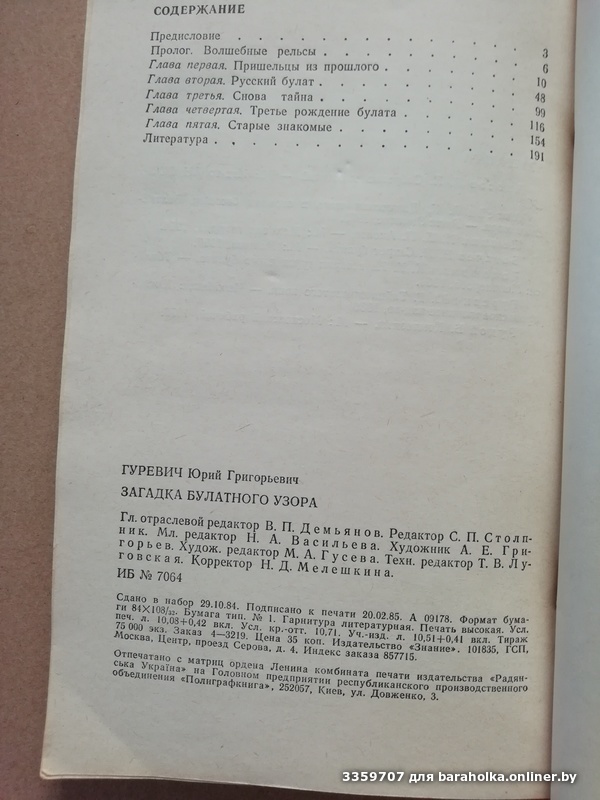 СОДЕРЖАНИЕ
Предисловие . . . . . . . . . . . 3
Пролог. Волшебные рельсы . . . . . . . . 6
Глава первая. Пришельцы из прошлого . . . . . . 10
Глава вторая. Русский булат . . . . . . . . 48
Глава третья. Снова тайна . . . . . . . . 99
Глава четвертая. Третье рождение булата . . . . . 116
Глава пятая. Старые знакомые . . . . . . . 154
Литература . . . . . . . . . . . 191
ГУРЕВИЧ Юрий Григорьевич
ЗАГАДКА БУЛАТНОГО УЗОРА
Гл. отраслевой редактор В. П. Демьянов. Редактор С. П. Столп-
ник. Мл. редактор Н. А. Васильева. Художник А. Е. Гри-
горьев. Худож. редактор М. А. Гусева. Техн. редактор Т. В. Лу-
говская. Корректор Н. Д. Мелешкина.
ИБ № 7064
Сдано в набор 29.10.84. Подписано к печати 20.02.85. А 09178. Формат бума-
ги 84×108/32. Бумага тип. № 1. Гарнитура литературная. Печать высокая. Усл.
печ. л. 10,08+0,42 вкл. Усл. кр.-отт. 10,71. Уч.-изд. л. 10,51+0,41 вкл. Тираж
75 000 экз. Заказ 4—3219. Цена 35 коп. Издательство «Знание». 101835, ГСП,
Москва, Центр, проезд Серова, д. 4. Индекс заказа 857715.
Отпечатано с матриц ордена Ленина комбината печати издательства «Радян-
ська Україна» на Головном предприятии республиканского производственного
объединения «Полиграфкнига», 252057, Киев, ул. Довженко, 3.
3359707 для baraholka.onliner.by